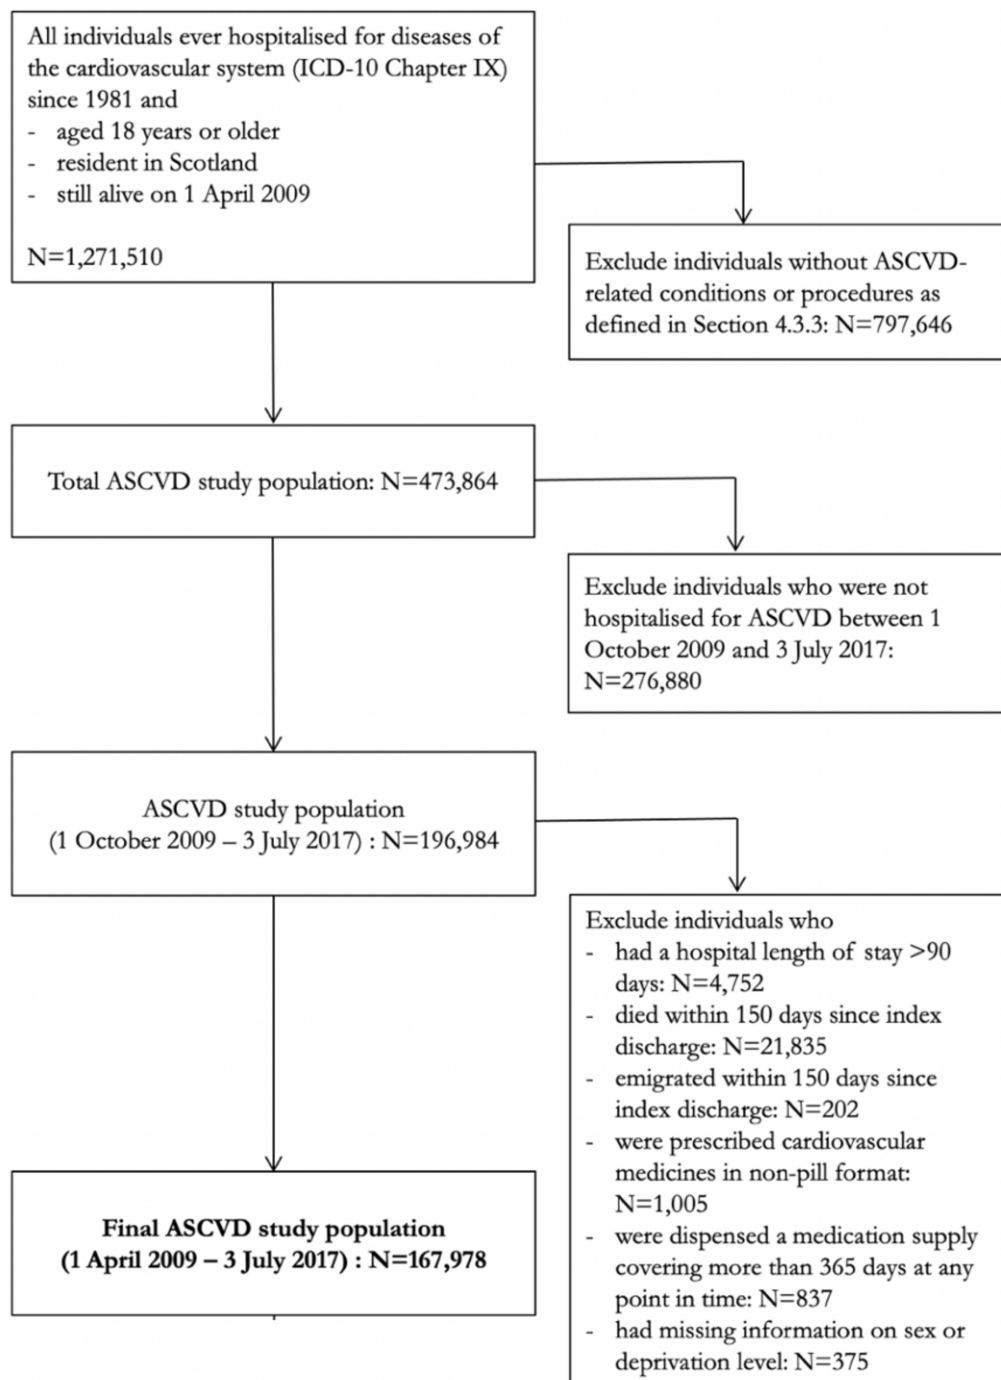 All individuals ever hospitalised for diseases of
the cardiovascular system (ICD-10 Chapter IX)
since 1981 and
- aged 18 years or older
- resident in Scotland
- still alive on 1 April 2009
N=1,271,510
Exclude individuals without ASCVD-
related conditions or procedures as
defined in Section 4.3.3: N=797,646
Total ASCVD study population: N=473,864
Exclude individuals who were not
hospitalised for ASCVD between 1
October 2009 and 3 July 2017:
N=276,880
ASCVD study population
(1 October 2009 – 3 July 2017) : N=196,984
Exclude individuals who
- had a hospital length of stay >90
days: N=4,752
- died within 150 days since index
discharge: N=21,835
- emigrated within 150 days since
index discharge: N=202
- were prescribed cardiovascular
medicines in non-pill format:
N=1,005
- were dispensed a medication supply
covering more than 365 days at any
point in time: N=837
- had missing information on sex or
deprivation level: N=375
Final ASCVD study population
(1 April 2009 – 3 July 2017) : N=167,978